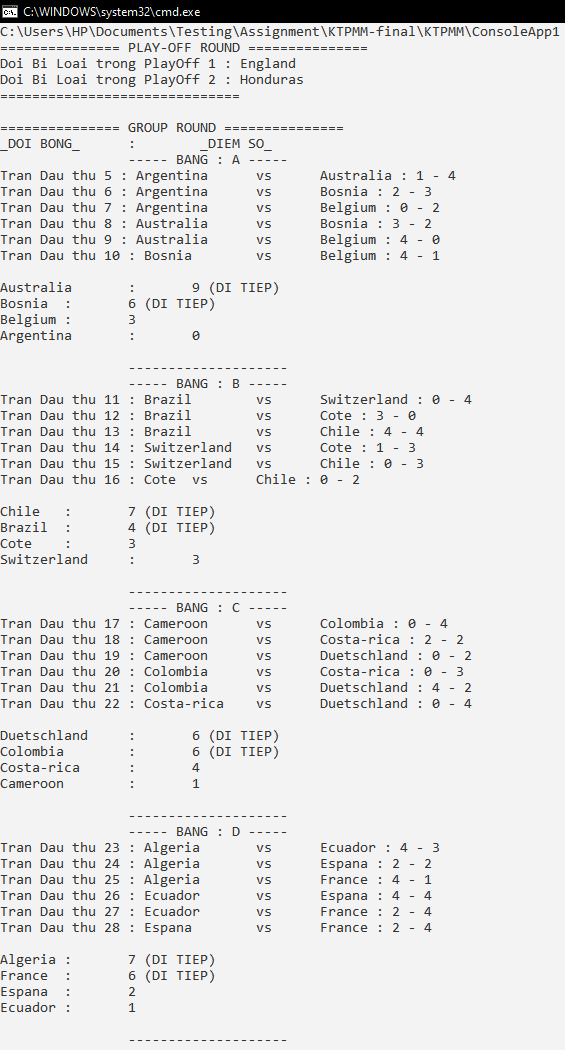 C:\WINDOWS\system32\cmd.exe
C:\Users\HP\Documents\Testing\Assignment\KTPMM-final\KTPMM\ConsoleApp1
=============== PLAY-OFF ROUND ===============
Doi Bi Loai trong PlayOff 1 : England
Doi Bi Loai trong PlayOff 2 : Honduras
==============================
=============== GROUP ROUND ===============
_DOI BONG_ : _DIEM SO_
----- BANG : A -----
Tran Dau thu 5 : Argentina vs Australia : 1 - 4
Tran Dau thu 6 : Argentina vs Bosnia : 2 - 3
Tran Dau thu 7 : Argentina vs Belgium : 0 - 2
Tran Dau thu 8 : Australia vs Bosnia : 3 - 2
Tran Dau thu 9 : Australia vs Belgium : 4 - 0
Tran Dau thu 10 : Bosnia vs Belgium : 4 - 1
Australia : 9 (DI TIEP)
Bosnia : 6 (DI TIEP)
Belgium : 3
Argentina : 0
--------------------
----- BANG : B -----
Tran Dau thu 11 : Brazil vs Switzerland : 0 - 4
Tran Dau thu 12 : Brazil vs Cote : 3 - 0
Tran Dau thu 13 : Brazil vs Chile : 4 - 4
Tran Dau thu 14 : Switzerland vs Cote : 1 - 3
Tran Dau thu 15 : Switzerland vs Chile : 0 - 3
Tran Dau thu 16 : Cote vs Chile : 0 - 2
Chile : 7 (DI TIEP)
Brazil : 4 (DI TIEP)
Cote : 3
Switzerland : 3
--------------------
----- BANG : C -----
Tran Dau thu 17 : Cameroon vs Colombia : 0 - 4
Tran Dau thu 18 : Cameroon vs Costa-rica : 2 - 2
Tran Dau thu 19 : Cameroon vs Duetschland : 0 - 2
Tran Dau thu 20 : Colombia vs Costa-rica : 0 - 3
Tran Dau thu 21 : Colombia vs Duetschland : 4 - 2
Tran Dau thu 22 : Costa-rica vs Duetschland : 0 - 4
Duetschland : 6 (DI TIEP)
Colombia : 6 (DI TIEP)
Costa-rica : 4
Cameroon : 1
--------------------
----- BANG : D -----
Tran Dau thu 23 : Algeria vs Ecuador : 4 - 3
Tran Dau thu 24 : Algeria vs Espana : 2 - 2
Tran Dau thu 25 : Algeria vs France : 4 - 1
Tran Dau thu 26 : Ecuador vs Espana : 4 - 4
Tran Dau thu 27 : Ecuador vs France : 2 - 4
Tran Dau thu 28 : Espana vs France : 2 - 4
Algeria : 7 (DI TIEP)
France : 6 (DI TIEP)
Espana : 2
Ecuador : 1
--------------------